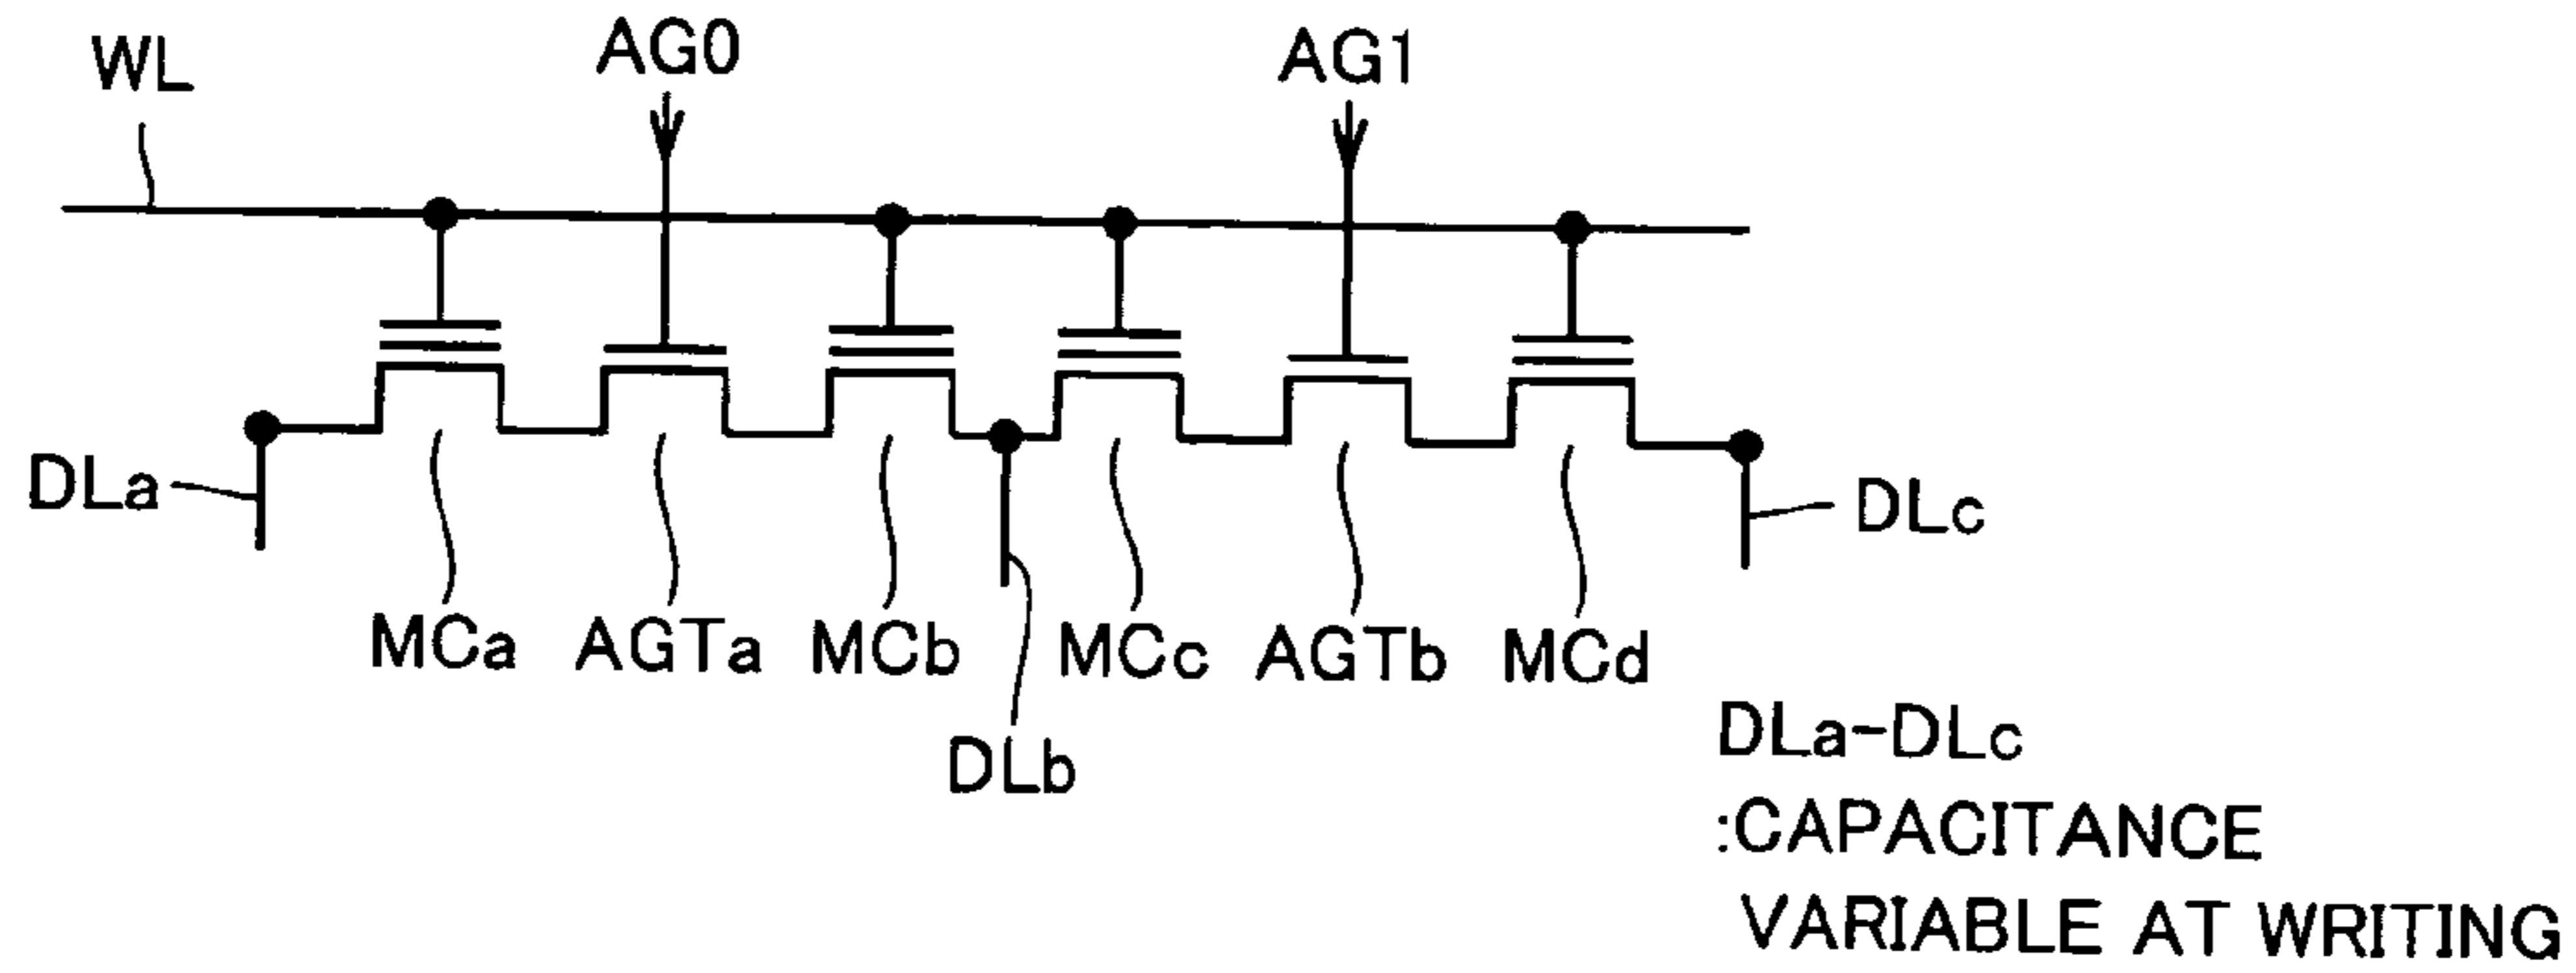 WL
AG0
AG1
DLa
DLc
MCa
AGTa
MCb
MCc
AGTb
MCd
DLb
DLa-DLc
:CAPACITANCE
VARIABLE AT WRITING